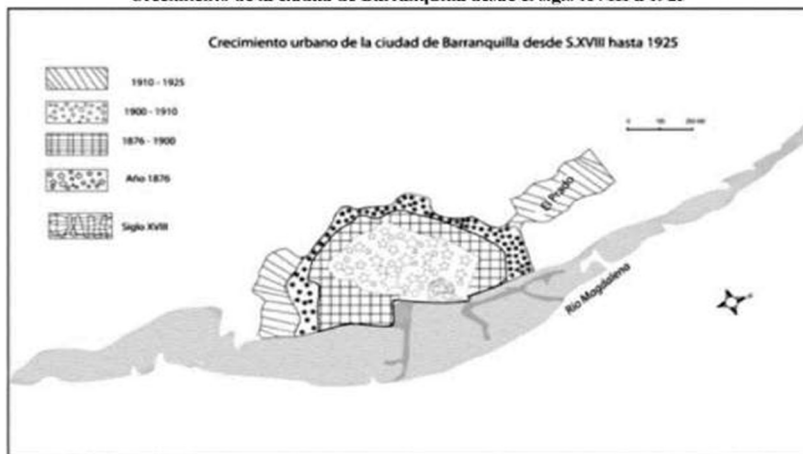 Crecimiento urbano de la ciudad de Barranquilla desde S.XVIII hasta 1925
1910 - 1925
1900 - 1910
1876 - 1900
Año 1876
Siglo XVIII
El Prado
Río Magdalena